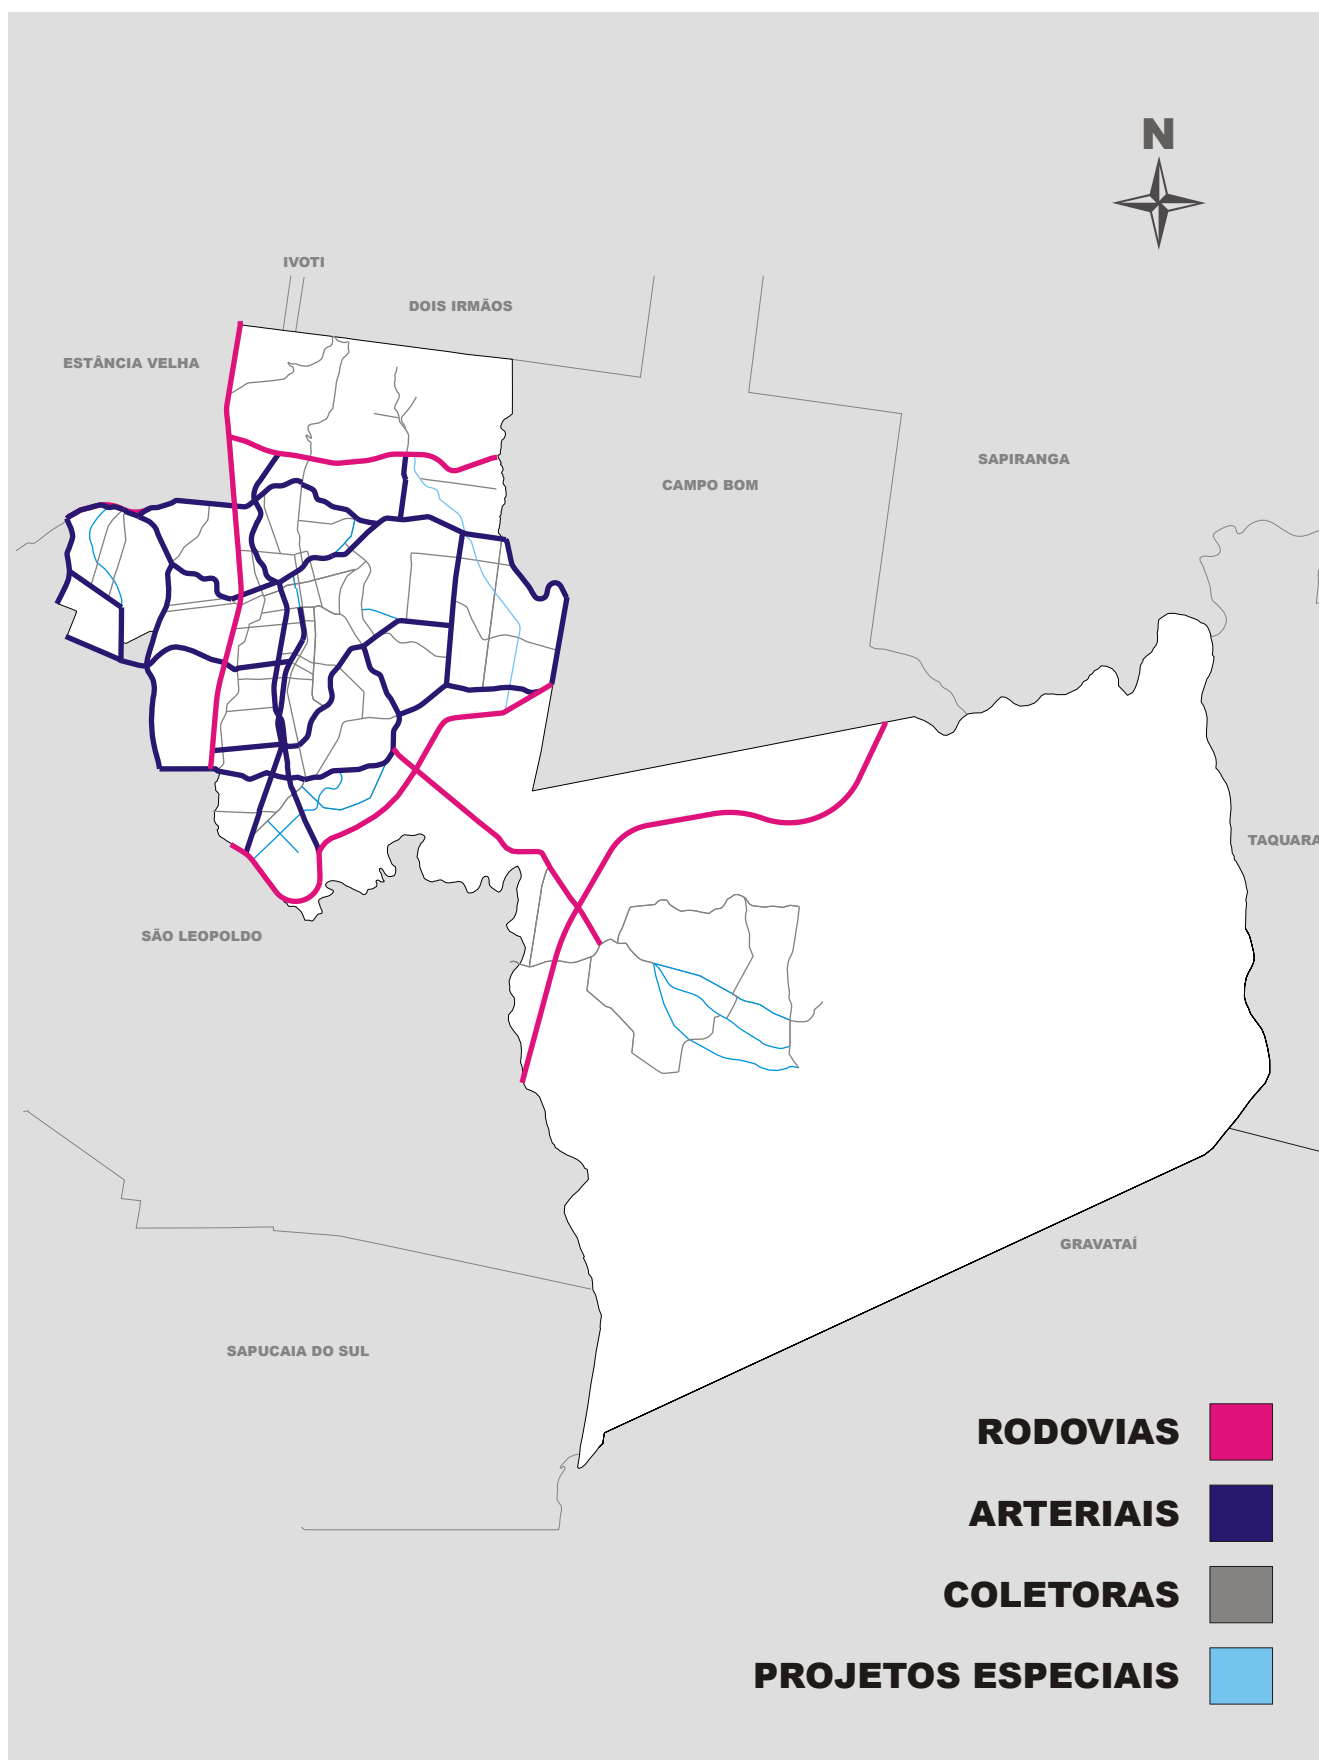 N
IVOTI
DOIS IRMÃOS
ESTÂNCIA VELHA
SAPIRANGA
CAMPO BOM
TAQUARA
SÃO LEOPOLDO
GRAVATAÍ
SAPUCAIA DO SUL
RODOVIAS
ARTERIAIS
COLETORAS
PROJETOS ESPECIAIS